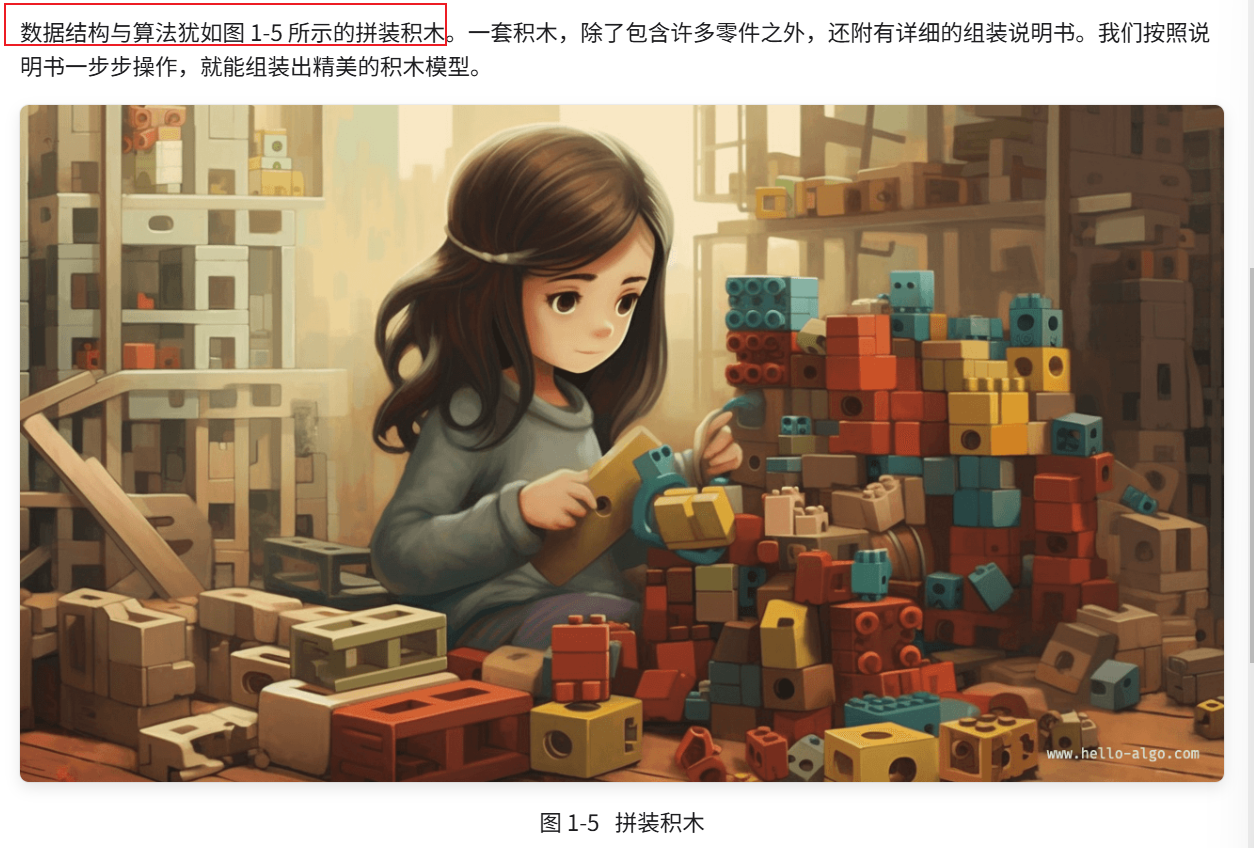 数据结构与算法犹如图 1-5 所示的拼装积木。一套积木，除了包含许多零件之外，还附有详细的组装说明书。我们按照说
明书一步步操作，就能组装出精美的积木模型。
www.hello-algo.com
图 1-5 拼装积木